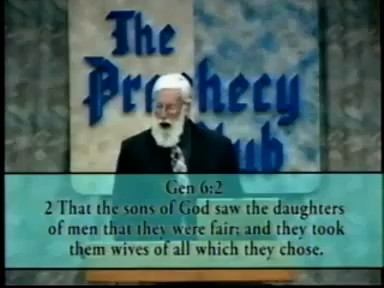 The
Prophecy
Club
Gen 6:2
2 That the sons of God saw the daughters
of men that they were fair; and they took
them wives of all which they chose.